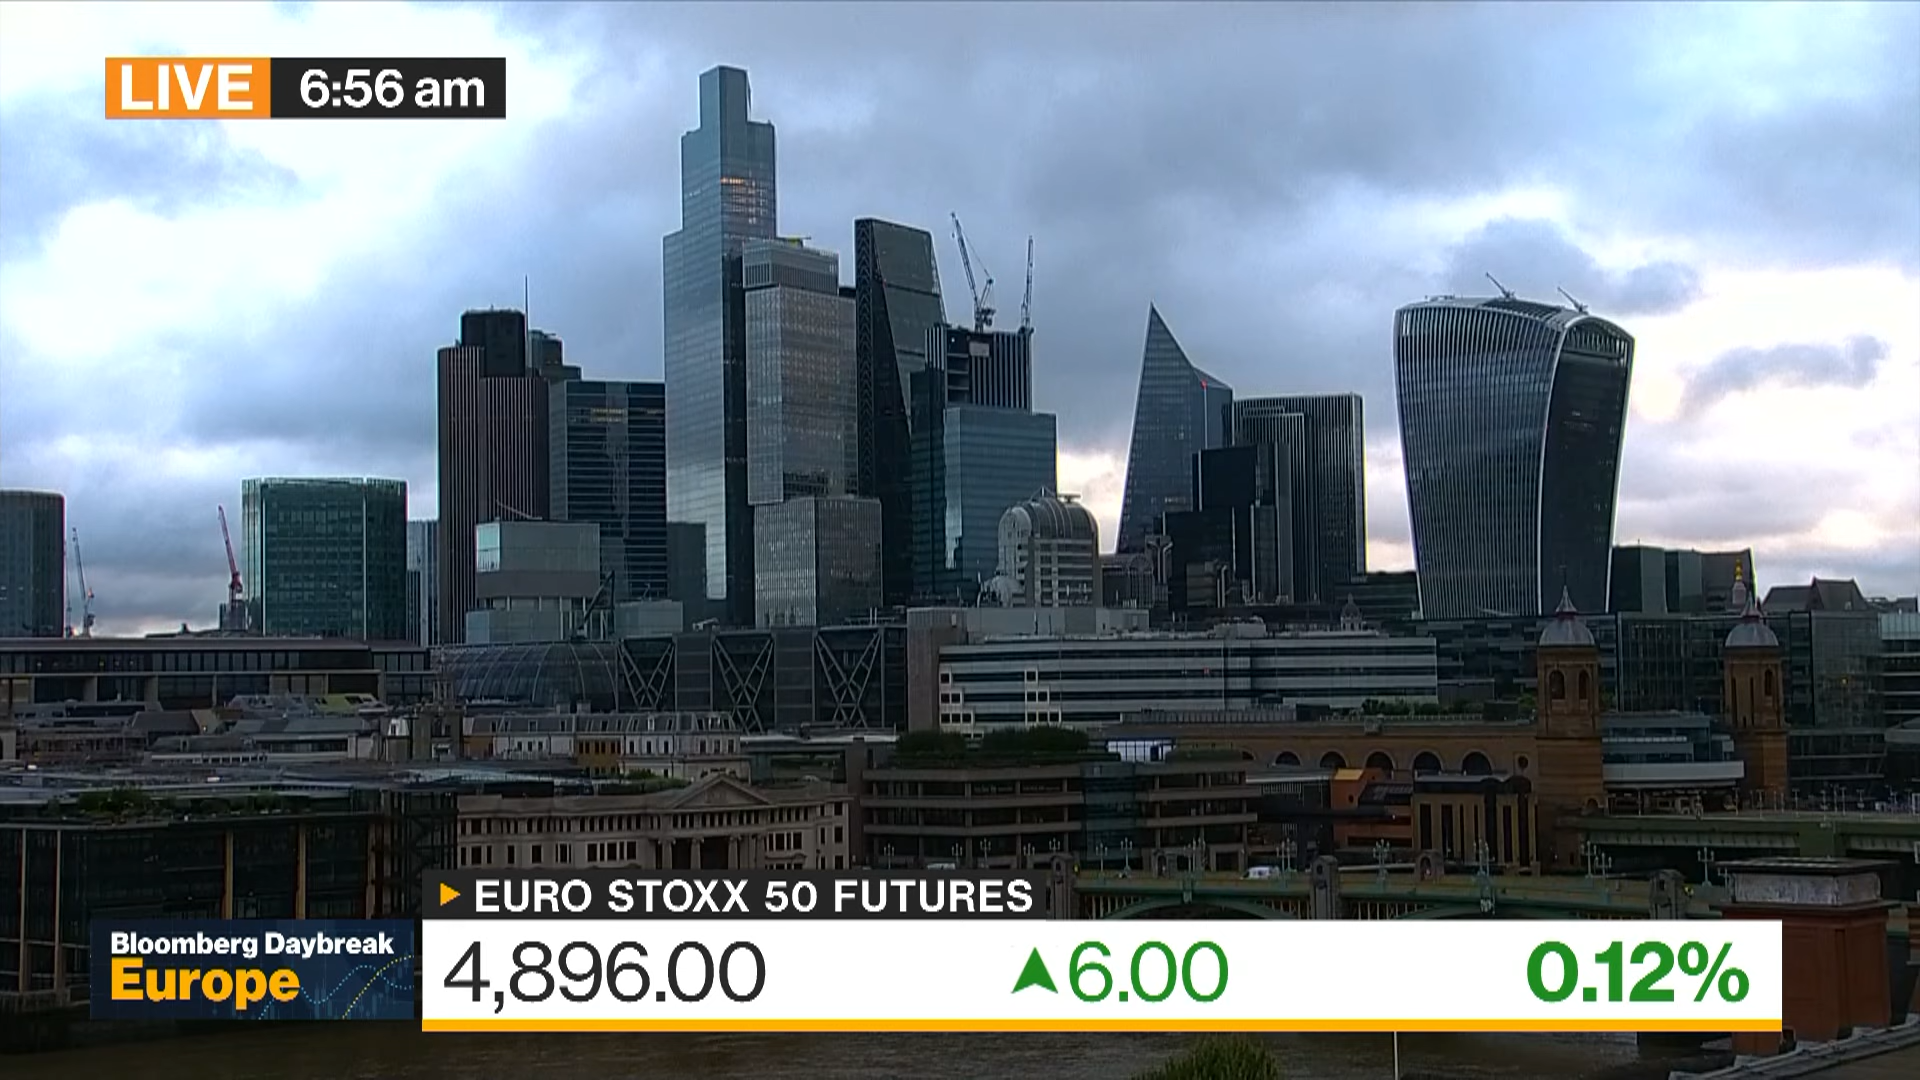 LIVE 6:56 am
EURO STOXX 50 FUTURES
Bloomberg Daybreak
Europe
4,896.00 ▲6.00 0.12%